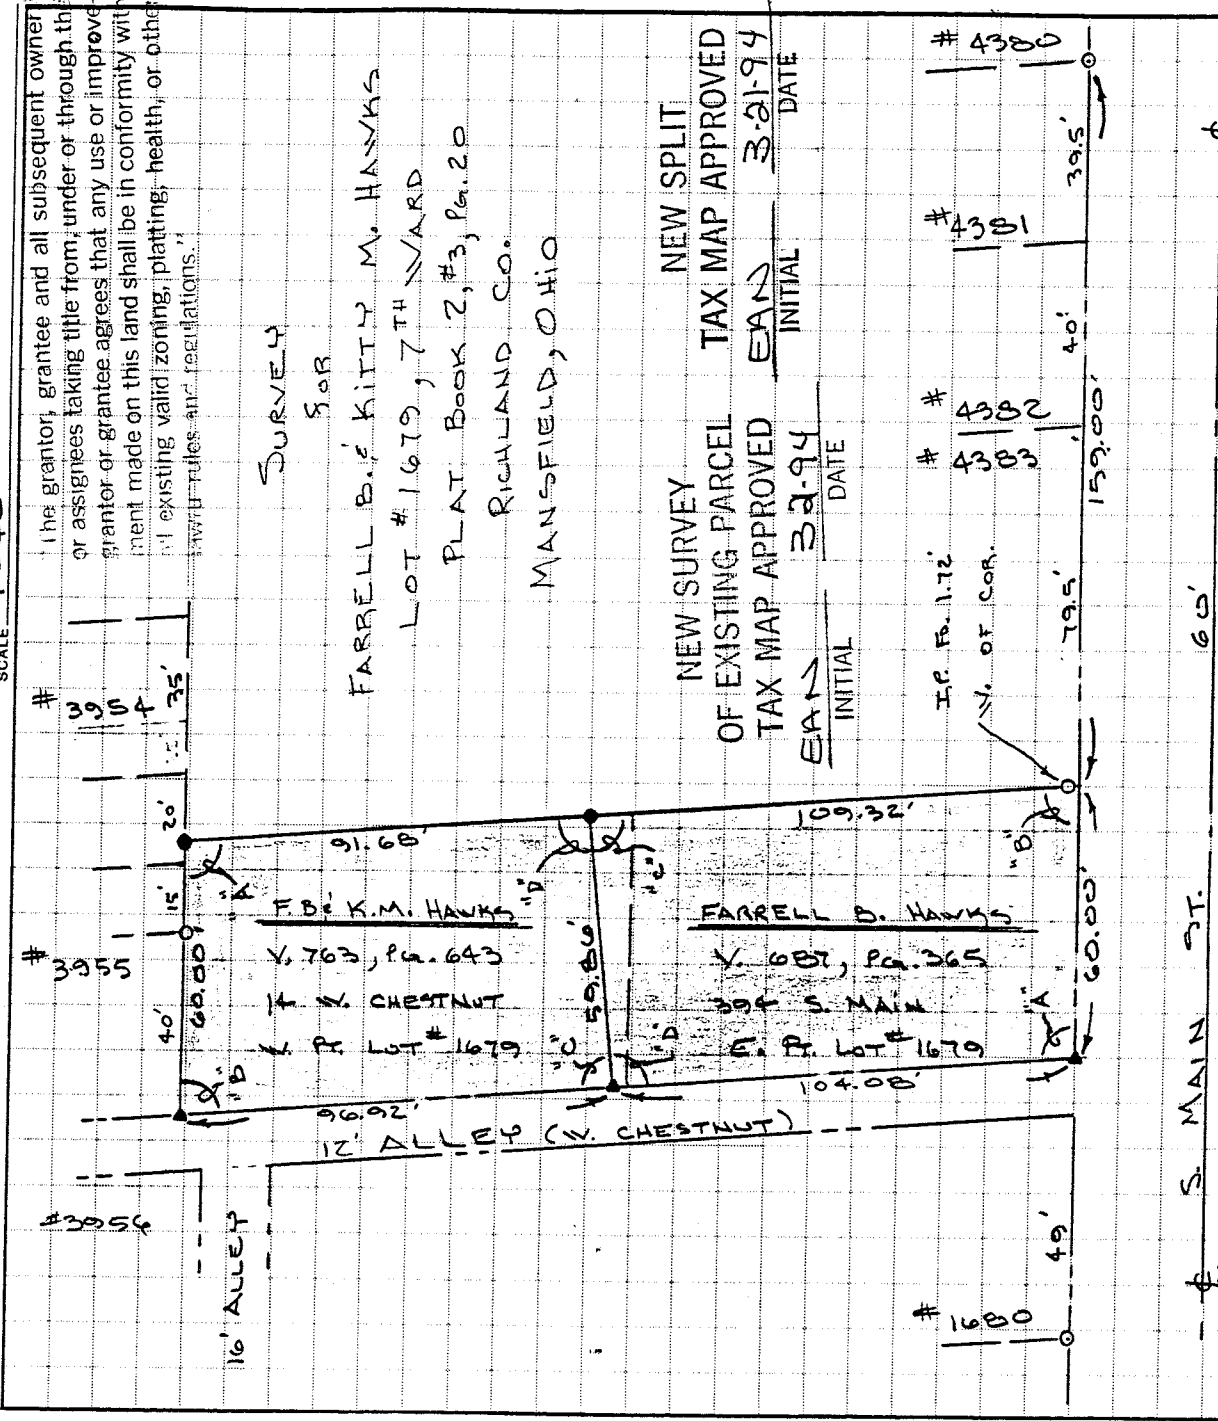 "The grantor, grantee and all subsequent owner
or assignees taking title from, under or through the
grantor or grantee agrees that any use or improve-
ment made on this land shall be in conformity with
existing valid zoning, platting, health, or othe
rules and regulations."
SURVEY
FOR
FARRELL B. & KITTY M. HAWKS
LOT #1679, 7TH WARD
PLAT BOOK 2, #3, PG. 20
RICHLAND CO.
MANSFIELD, OHIO
NEW SPLIT
TAX MAP APPROVED
EAN 3-21-94
INITIAL DATE
NEW SURVEY
OF EXISTING PARCEL
TAX MAP APPROVED
EAN 3-21-94
INITIAL DATE
SCALE
#3954
35'
20'
15'
#3955
40'
60.00'
#3956
16' ALLEY
91.68'
109.32'
"A"
"B"
"D"
"C"
F.B. & K.M. HAWKS
V. 763, PG. 643
14 W. CHESTNUT
W. PT. LOT #1679
59.86'
FARRELL B. HAWKS
V. 687, PG. 365
394 S. MAIN
E. PT. LOT #1679
"B"
"C"
"D"
"A"
96.92'
104.08'
12' ALLEY (W. CHESTNUT)
I.P. FD. 1.72'
W. OF COR.
#4380
#4381
#4382
#4383
39.5'
40'
79.5'
159.00'
60.00'
49'
#1680
60'
S. MAIN ST.